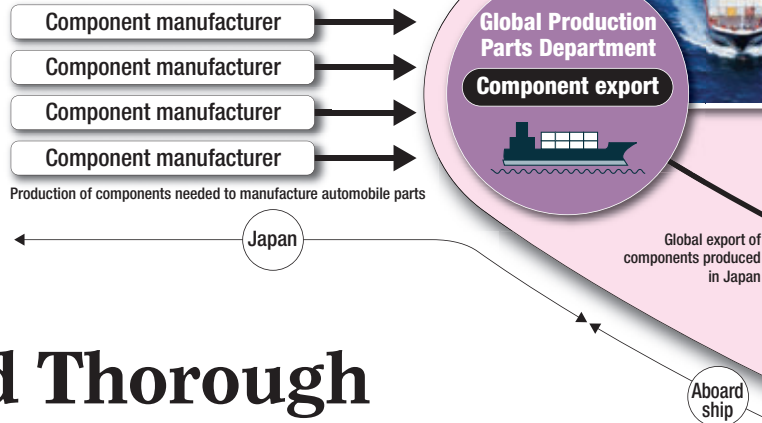 Component manufacturer
Component manufacturer
Component manufacturer
Component manufacturer
Production of components needed to manufacture automobile parts
Global Production
Parts Department
Component export
Japan
Global export of
components produced
in Japan
Aboard
ship
d Thorough